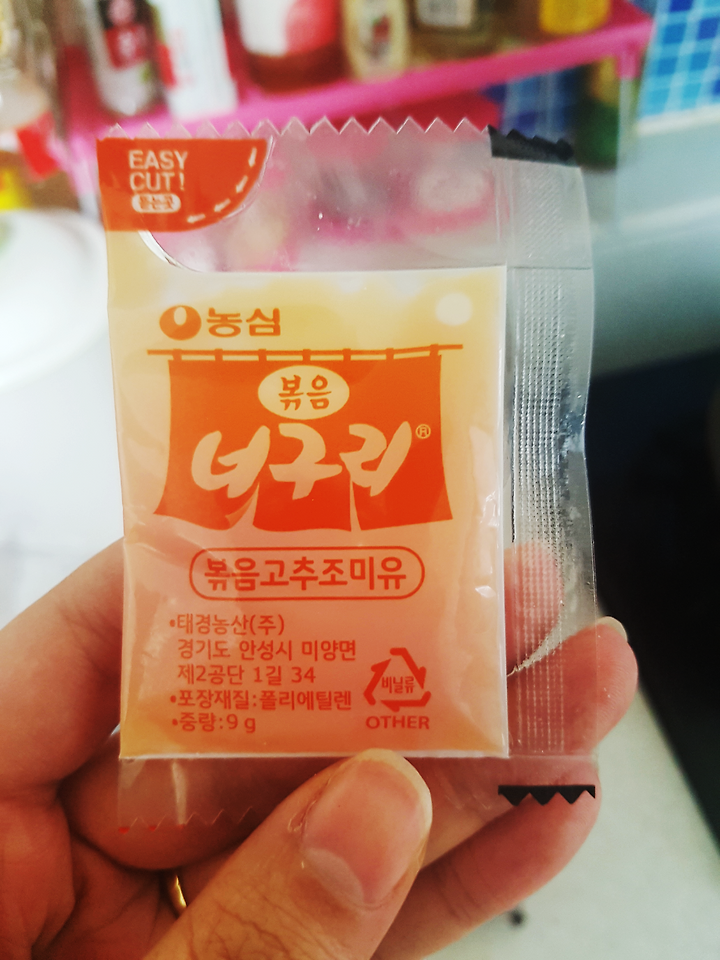 EASY
CUT!
뜯는곳
농심
볶음
너구리®
볶음고추조미유
•태경농산(주)
경기도 안성시 미양면
제2공단 1길 34
•포장재질:폴리에틸렌
•중량:9 g
비닐류
OTHER